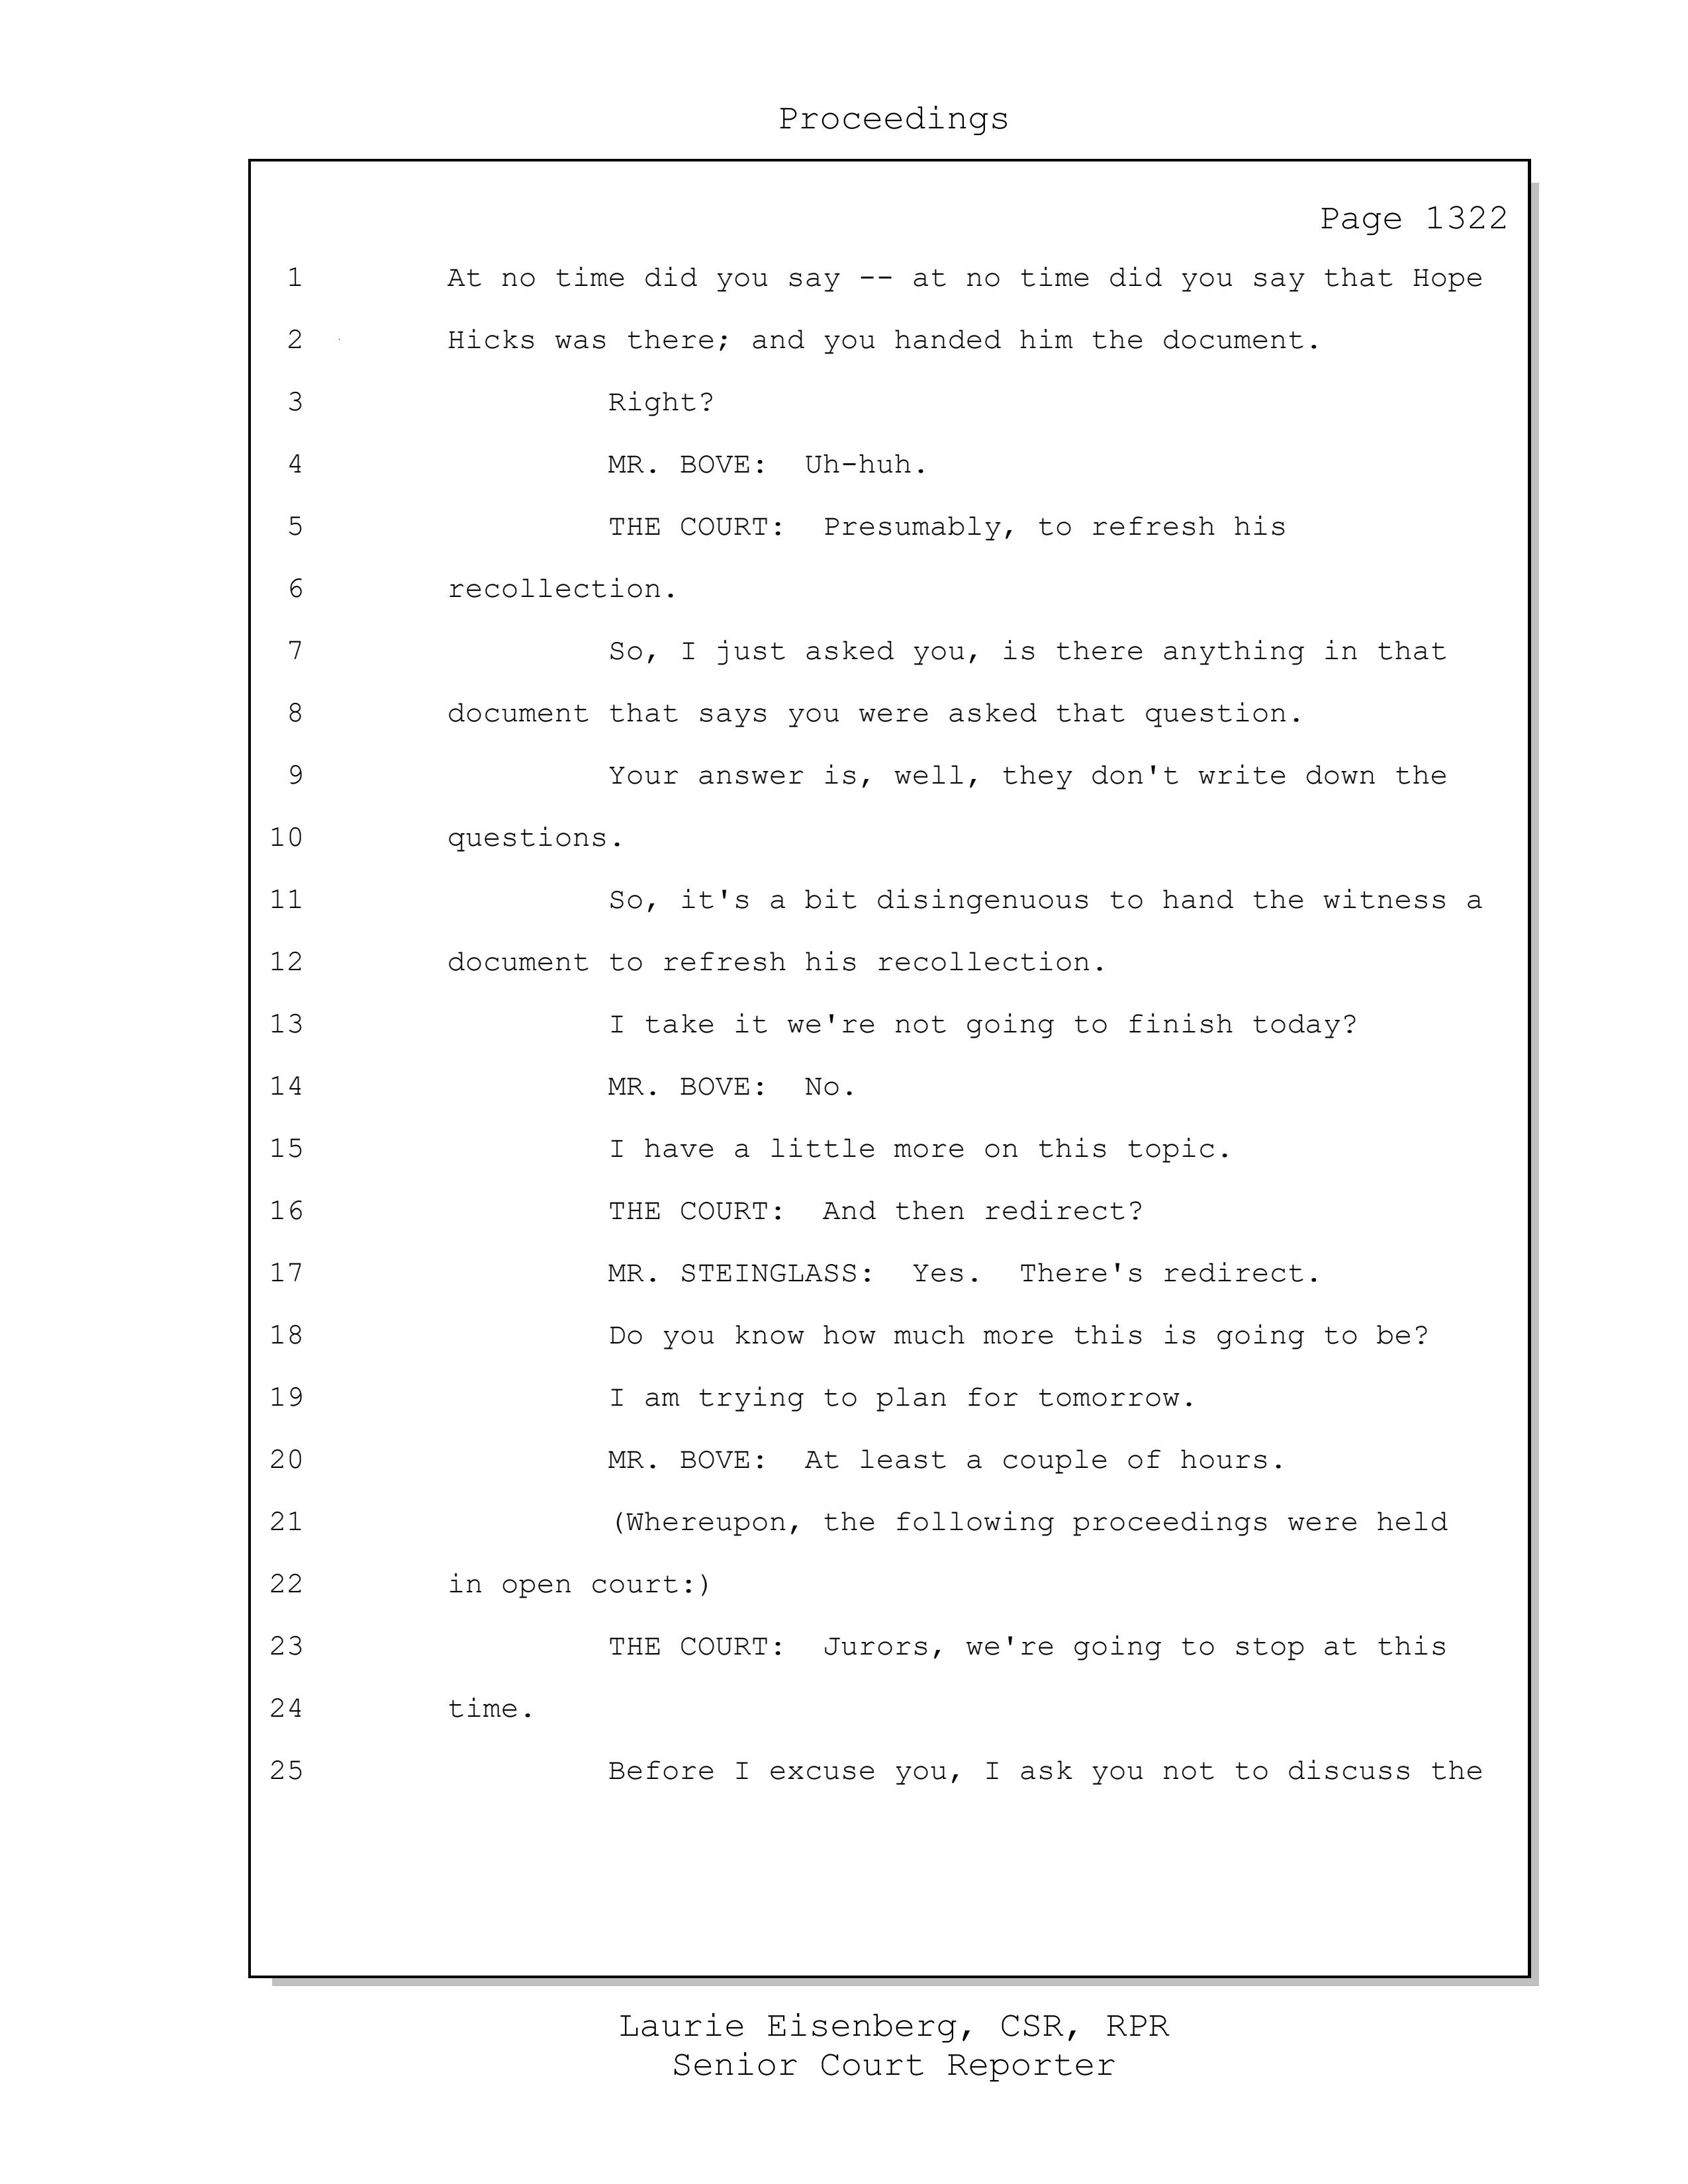 Proceedings
Page 1322
1 At no time did you say -- at no time did you say that Hope
2 Hicks was there; and you handed him the document.
3 Right?
4 MR. BOVE: Uh-huh.
5 THE COURT: Presumably, to refresh his
6 recollection.
7 So, I just asked you, is there anything in that
8 document that says you were asked that question.
9 Your answer is, well, they don't write down the
10 questions.
11 So, it's a bit disingenuous to hand the witness a
12 document to refresh his recollection.
13 I take it we're not going to finish today?
14 MR. BOVE: No.
15 I have a little more on this topic.
16 THE COURT: And then redirect?
17 MR. STEINGLASS: Yes. There's redirect.
18 Do you know how much more this is going to be?
19 I am trying to plan for tomorrow.
20 MR. BOVE: At least a couple of hours.
21 (Whereupon, the following proceedings were held
22 in open court:)
23 THE COURT: Jurors, we're going to stop at this
24 time.
25 Before I excuse you, I ask you not to discuss the
Laurie Eisenberg, CSR, RPR
Senior Court Reporter